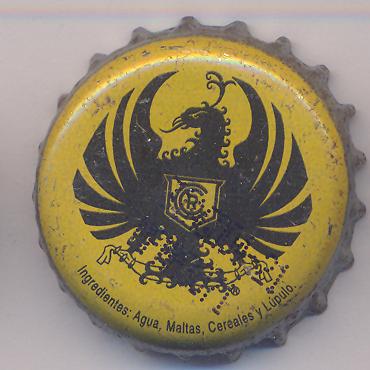 ®
Ingredientes: Agua, Maltas, Cereales y Lúpulo.